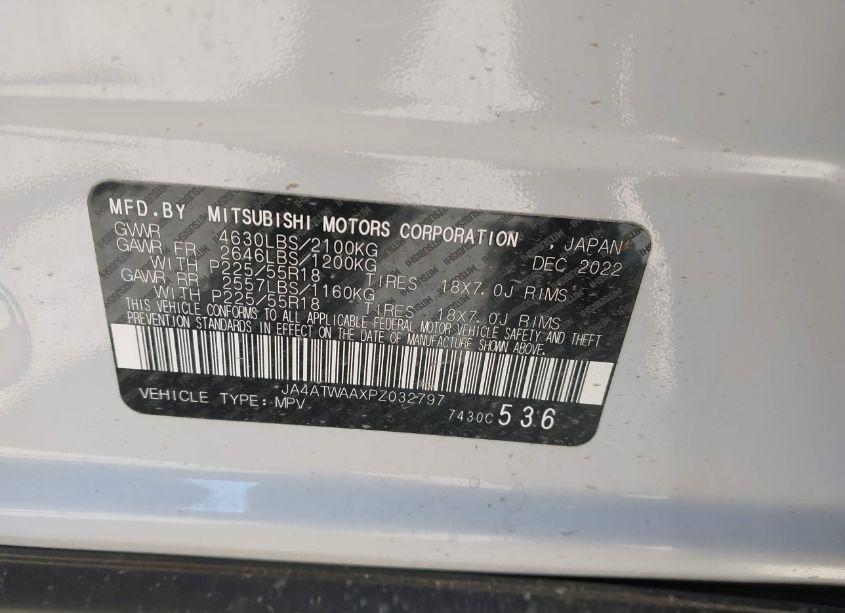 MFD.BY MITSUBISHI MOTORS CORPORATION , JAPAN
GVWR 4630LBS/2100KG DEC 2022
GAWR. FR 2646LBS/1200KG
WITH P225/55R18 TIRES 18X7.0J RIMS
GAWR. RR 2557LBS/1160KG
WITH P225/55R18 TIRES 18X7.0J RIMS
THIS VEHICLE CONFORMS TO ALL APPLICABLE FEDERAL MOTOR VEHICLE SAFETY AND THEFT
PREVENTION STANDARDS IN EFFECT ON THE DATE OF MANUFACTURE SHOWN ABOVE.
JA4ATWAAXPZ032797
VEHICLE TYPE: MPV 7430C 536